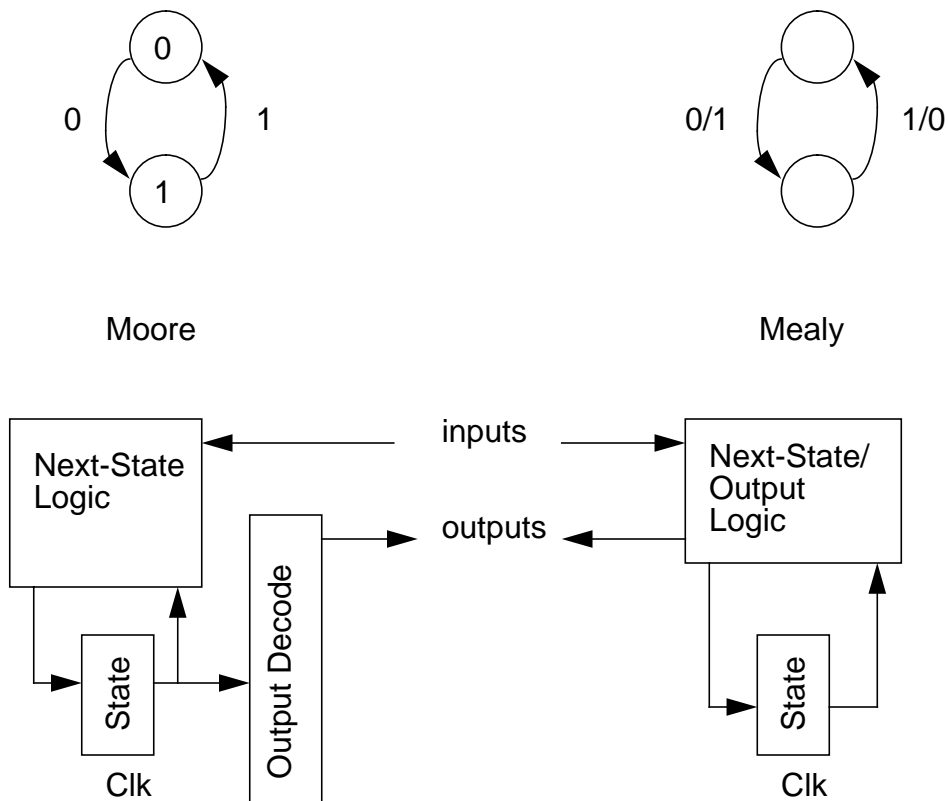 0
0
1
1
0/1
1/0
Moore
Mealy
inputs
outputs
Next-State
Logic
State
Clk
Output Decode
Next-State/
Output
Logic
State
Clk